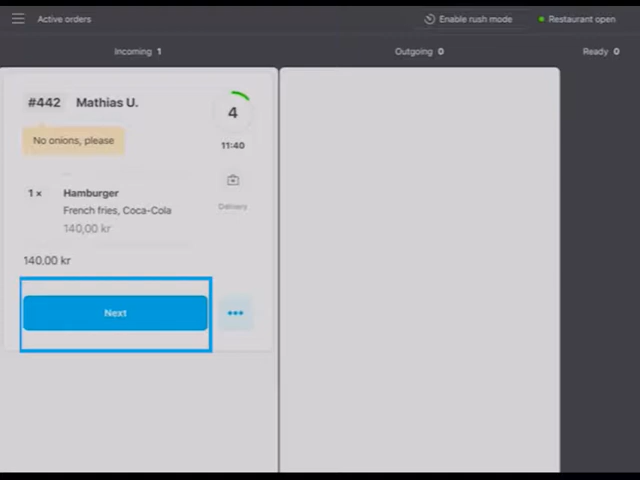 Active orders
Enable rush mode
Restaurant open
Incoming 1
Outgoing 0
Ready 0
#442 Mathias U.
4
No onions, please
11:40
1 × Hamburger
French fries, Coca-Cola
140,00 kr
Delivery
140,00 kr
Next